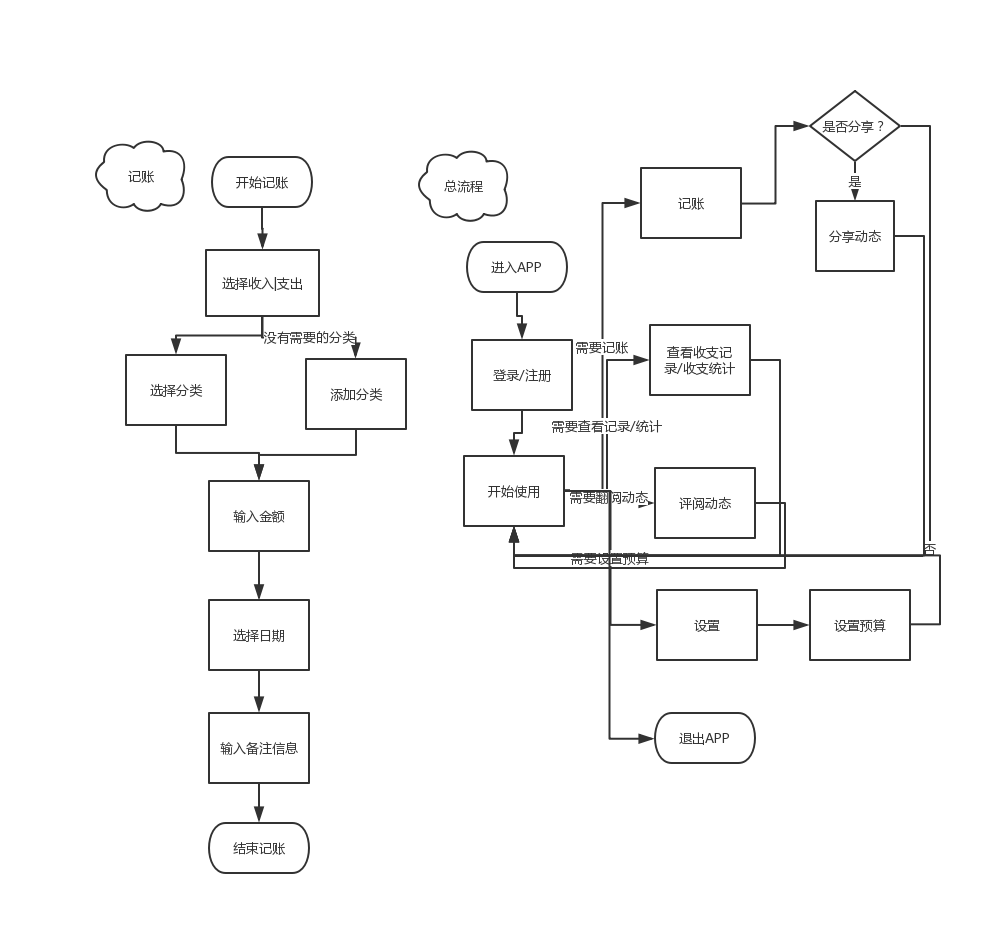 记账
开始记账
选择收入|支出
没有需要的分类
选择分类
添加分类
输入金额
选择日期
输入备注信息
结束记账
总流程
进入APP
登录/注册
开始使用
需要记账
需要查看记录/统计
需要翻阅动态
需要设置预算
记账
是否分享？
是
分享动态
否
查看收支记
录/收支统计
评阅动态
设置
设置预算
退出APP